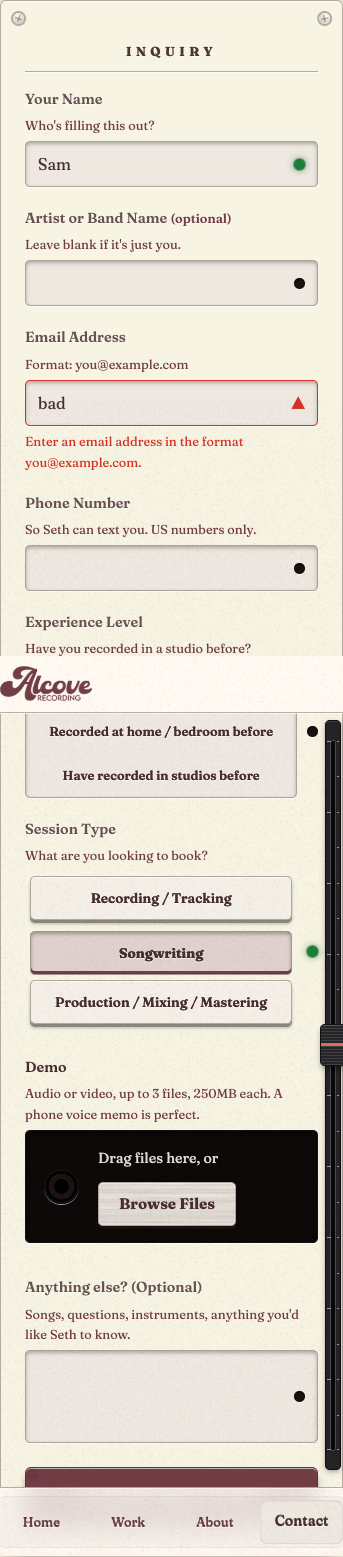 INQUIRY
Your Name
Who's filling this out?
Sam
Artist or Band Name (optional)
Leave blank if it's just you.
Email Address
Format: you@example.com
bad
Enter an email address in the format
you@example.com.
Phone Number
So Seth can text you. US numbers only.
Experience Level
Have you recorded in a studio before?
Alcove
RECORDING
Recorded at home / bedroom before
Have recorded in studios before
Session Type
What are you looking to book?
Recording / Tracking
Songwriting
Production / Mixing / Mastering
Demo
Audio or video, up to 3 files, 250MB each. A
phone voice memo is perfect.
Drag files here, or
Browse Files
Anything else? (Optional)
Songs, questions, instruments, anything you'd
like Seth to know.
Home Work About Contact